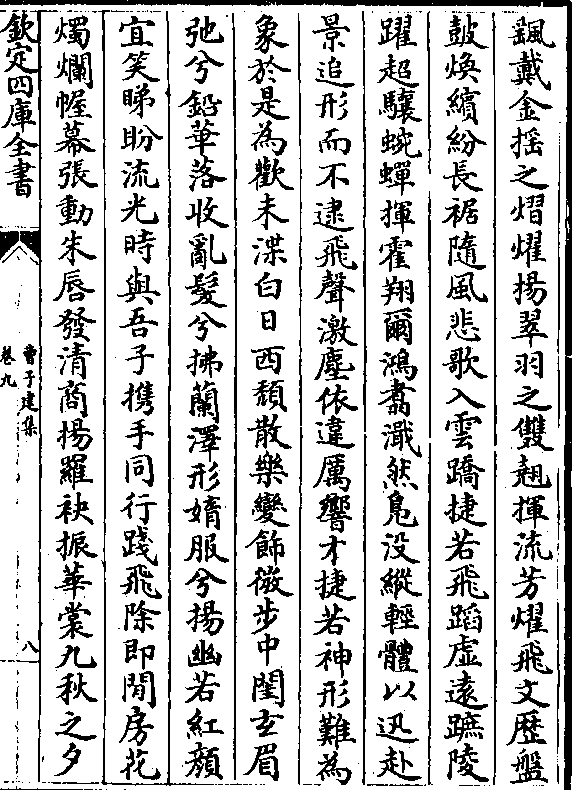 飆戴金搖之熠燿揚翠羽之雙翹揮流芳燿飛文歷盤
鼓煥繽紛長裾隨風悲歌入雲蹻捷若飛蹈虛遠蹠陵
躍超驤蜿蟬揮霍翔爾鴻翥濈然鳧沒縱輕體以迅赴
景追形而不逮飛聲激塵依違厲響才捷若神形難為
象於是為歡未渫白日西頹散樂變飾微步中閨玄眉
弛兮鉛華落收亂髮兮拂蘭澤形媠服兮揚幽若紅顏
宜笑睇盼流光時與吾子携手同行踐飛除即閒房花
燭爛幄幕張動朱唇發清商揚羅袂振華裳九秋之夕
欽定四庫全書
曹子建集
卷九
八